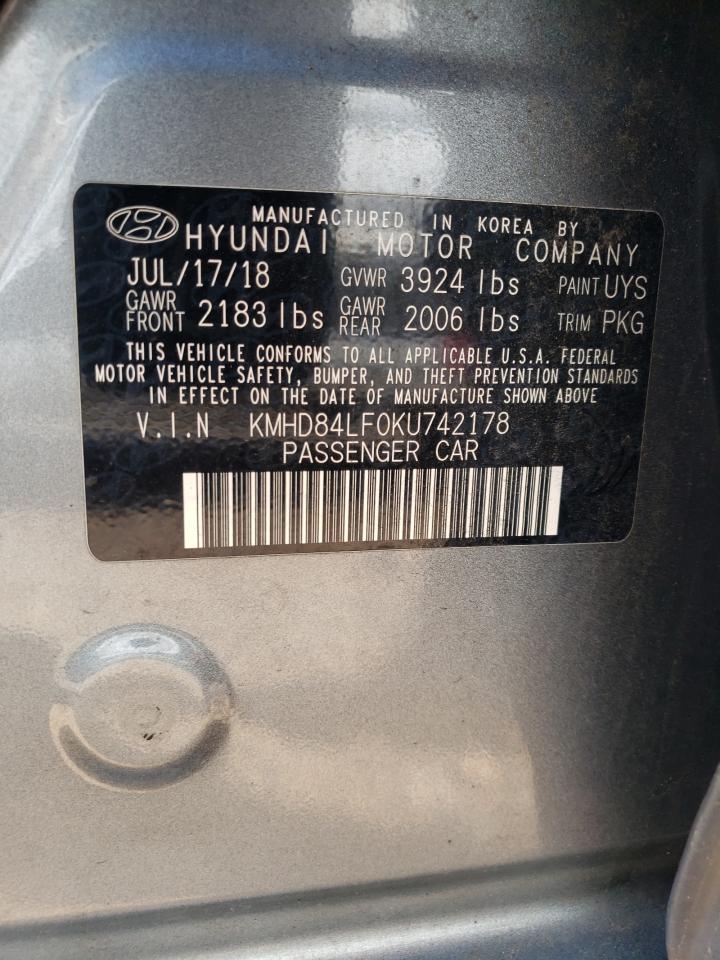 MANUFACTURED IN KOREA BY
HYUNDAI MOTOR COMPANY
JUL/17/18 GVWR 3924 lbs PAINT UYS
GAWR FRONT 2183 lbs GAWR REAR 2006 lbs TRIM PKG
THIS VEHICLE CONFORMS TO ALL APPLICABLE U.S.A. FEDERAL
MOTOR VEHICLE SAFETY, BUMPER, AND THEFT PREVENTION STANDARDS
IN EFFECT ON THE DATE OF MANUFACTURE SHOWN ABOVE
V.I.N KMHD84LF0KU742178
PASSENGER CAR